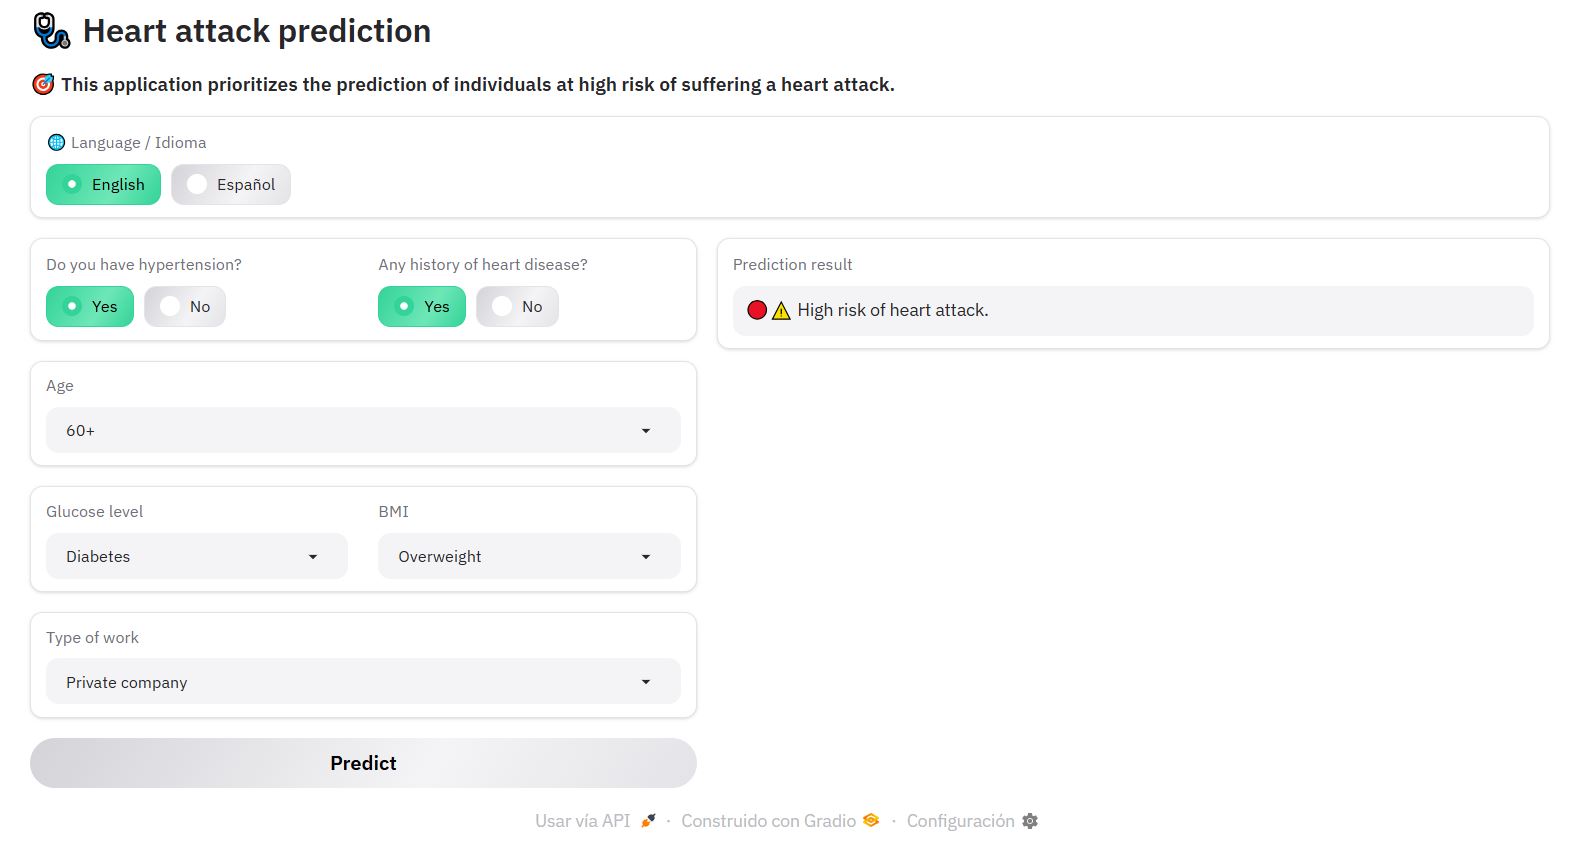 Heart attack prediction
This application prioritizes the prediction of individuals at high risk of suffering a heart attack.
Language / Idioma
English Español
Do you have hypertension? Any history of heart disease?
Yes No Yes No
Prediction result
High risk of heart attack.
Age
60+
Glucose level BMI
Diabetes Overweight
Type of work
Private company
Predict
Usar vía API · Construido con Gradio · Configuración